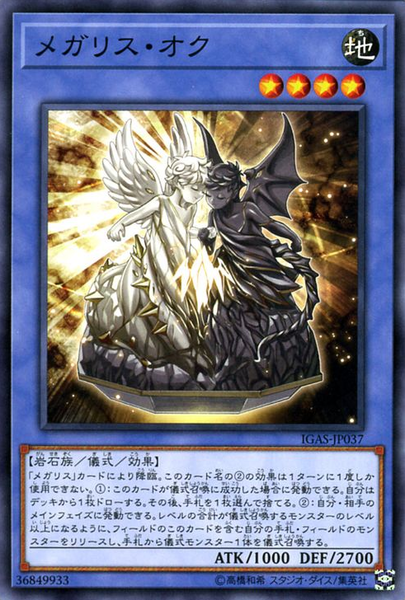 メガリス・オク
地
IGAS-JP037
【岩石族/儀式/効果】
「メガリス」カードにより降臨。このカード名の②の効果は1ターンに1度しか
使用できない。①:このカードが儀式召喚に成功した場合に発動できる。自分は
デッキから1枚ドローする。その後、手札を1枚選んで捨てる。②:自分・相手の
メインフェイズに発動できる。レベルの合計が儀式召喚するモンスターのレベル
以上になるように、フィールドのこのカードを含む自分の手札・フィールドのモ
ンスターをリリースし、手札から儀式モンスター1体を儀式召喚する。
ATK/1000 DEF/2700
36849933
©高橋和希 スタジオ・ダイス/集英社